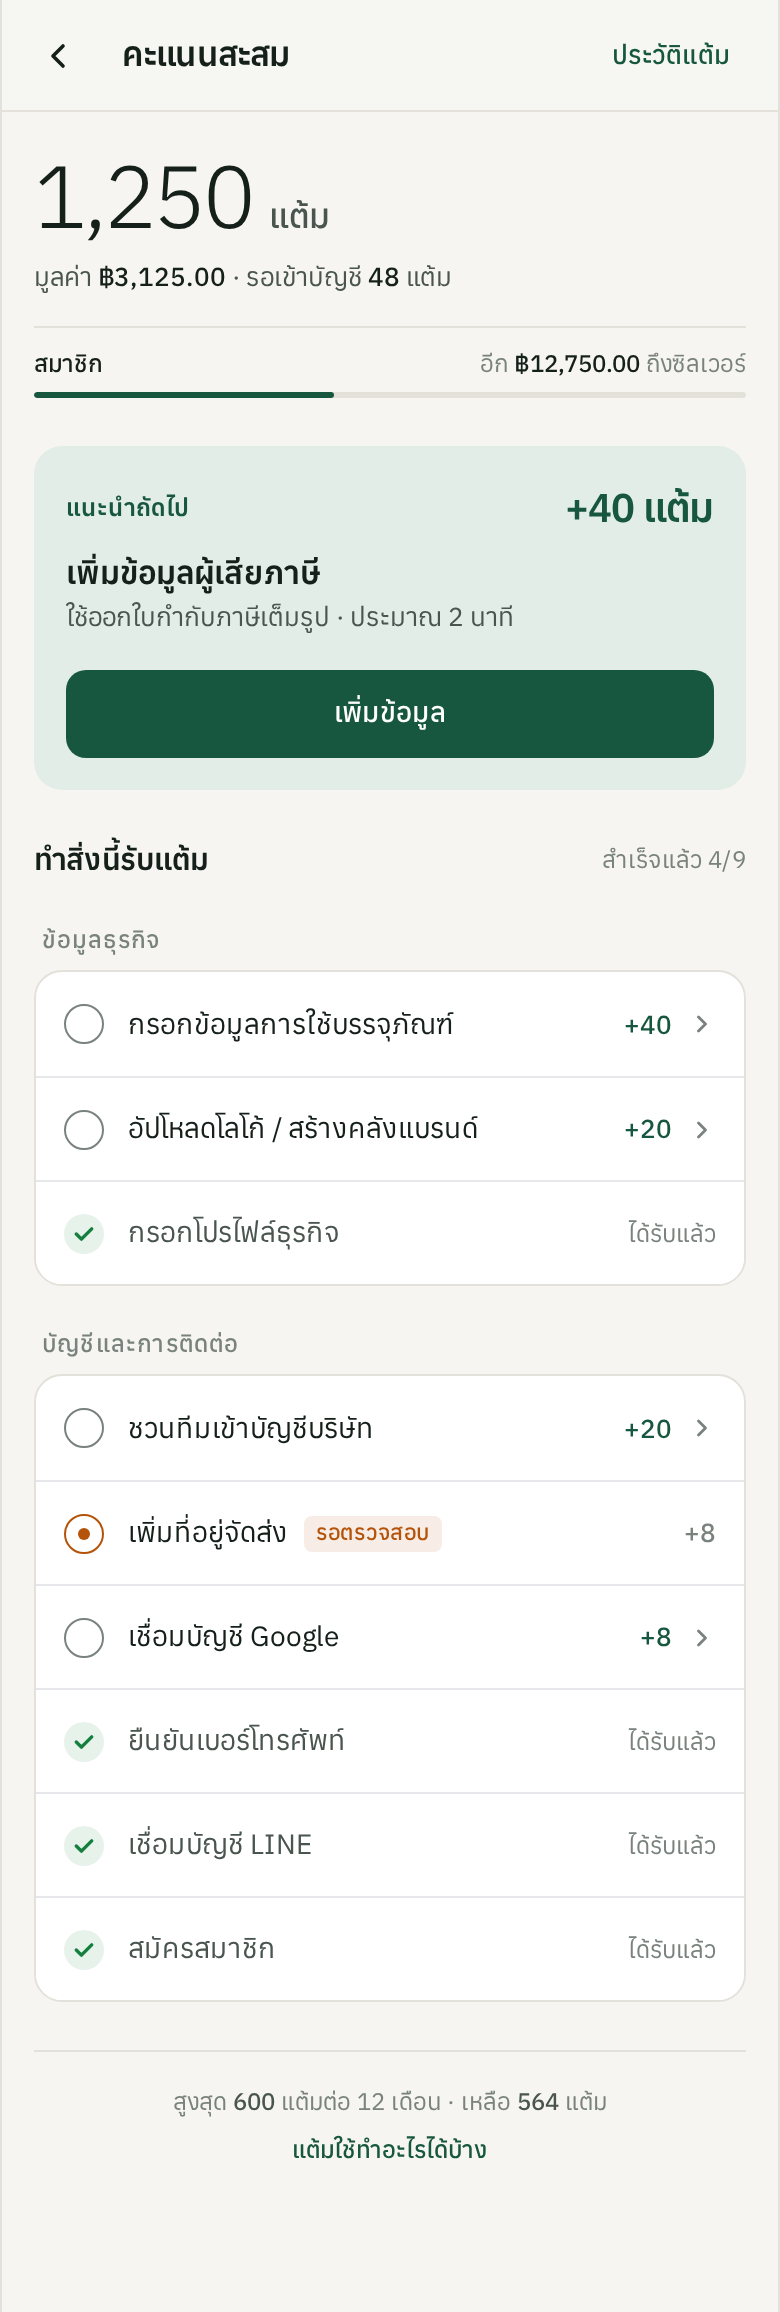 คะแนนสะสม
ประวัติแต้ม
1,250 แต้ม
มูลค่า ฿3,125.00 · รอเข้าบัญชี 48 แต้ม
สมาชิก
อีก ฿12,750.00 ถึงซิลเวอร์
แนะนำถัดไป
+40 แต้ม
เพิ่มข้อมูลผู้เสียภาษี
ใช้ออกใบกำกับภาษีเต็มรูป · ประมาณ 2 นาที
เพิ่มข้อมูล
ทำสิ่งนี้รับแต้ม
สำเร็จแล้ว 4/9
ข้อมูลธุรกิจ
กรอกข้อมูลการใช้บรรจุภัณฑ์ +40
อัปโหลดโลโก้ / สร้างคลังแบรนด์ +20
กรอกโปรไฟล์ธุรกิจ ได้รับแล้ว
บัญชีและการติดต่อ
ชวนทีมเข้าบัญชีบริษัท +20
เพิ่มที่อยู่จัดส่ง รอตรวจสอบ +8
เชื่อมบัญชี Google +8
ยืนยันเบอร์โทรศัพท์ ได้รับแล้ว
เชื่อมบัญชี LINE ได้รับแล้ว
สมัครสมาชิก ได้รับแล้ว
สูงสุด 600 แต้มต่อ 12 เดือน · เหลือ 564 แต้ม
แต้มใช้ทำอะไรได้บ้าง